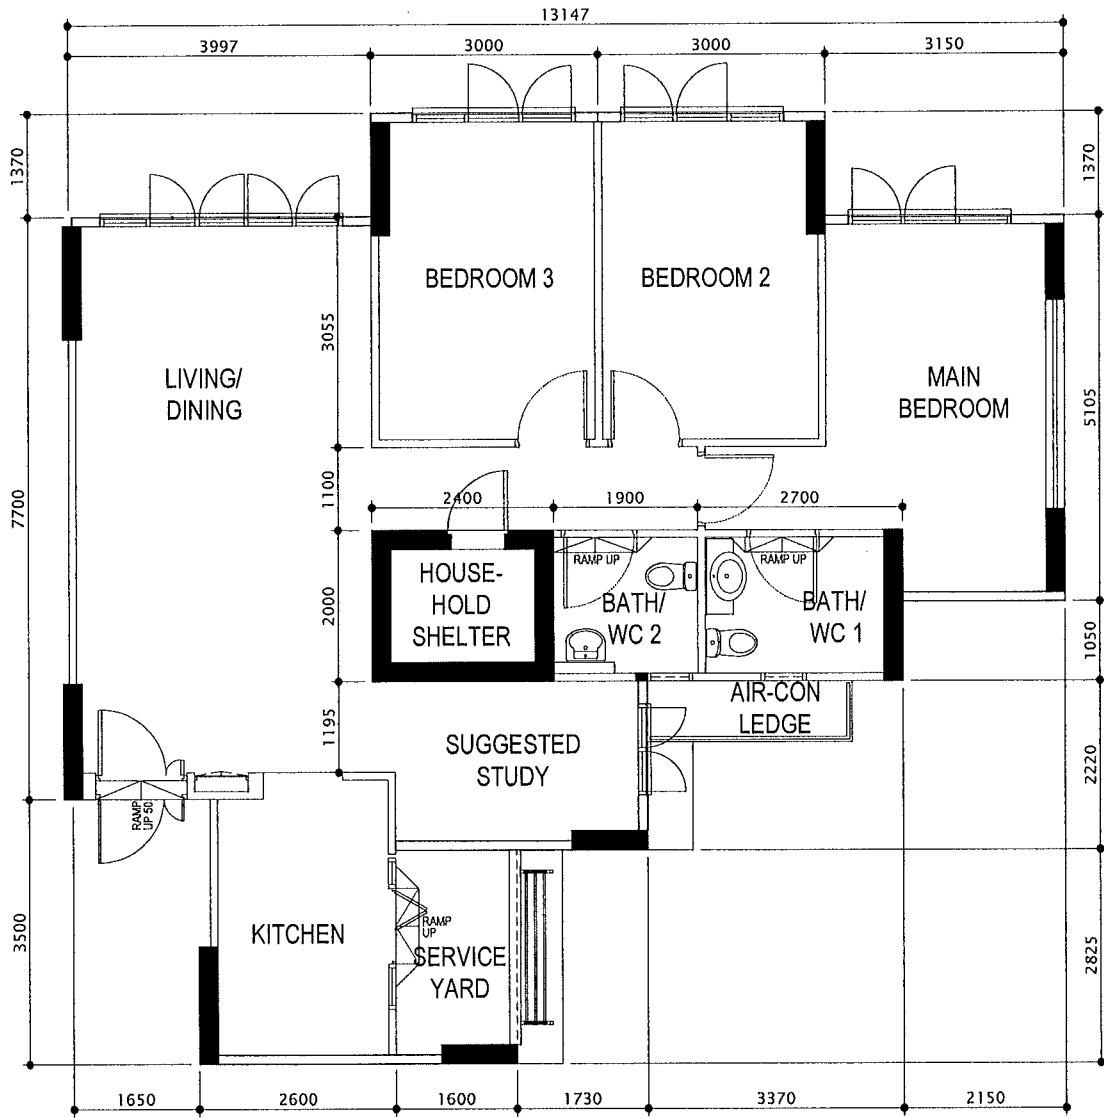 13147
3997
3000
3000
3150
1370
1370
BEDROOM 3
BEDROOM 2
3055
LIVING/
DINING
MAIN
BEDROOM
5105
7700
1100
2400
1900
2700
RAMP UP
RAMP UP
HOUSE-
HOLD
SHELTER
BATH/
WC 2
BATH/
WC 1
2000
1050
AIR-CON
LEDGE
1195
SUGGESTED
STUDY
2220
RAMP
UP 50
KITCHEN
RAMP
UP
SERVICE
YARD
3500
2825
1650
2600
1600
1730
3370
2150